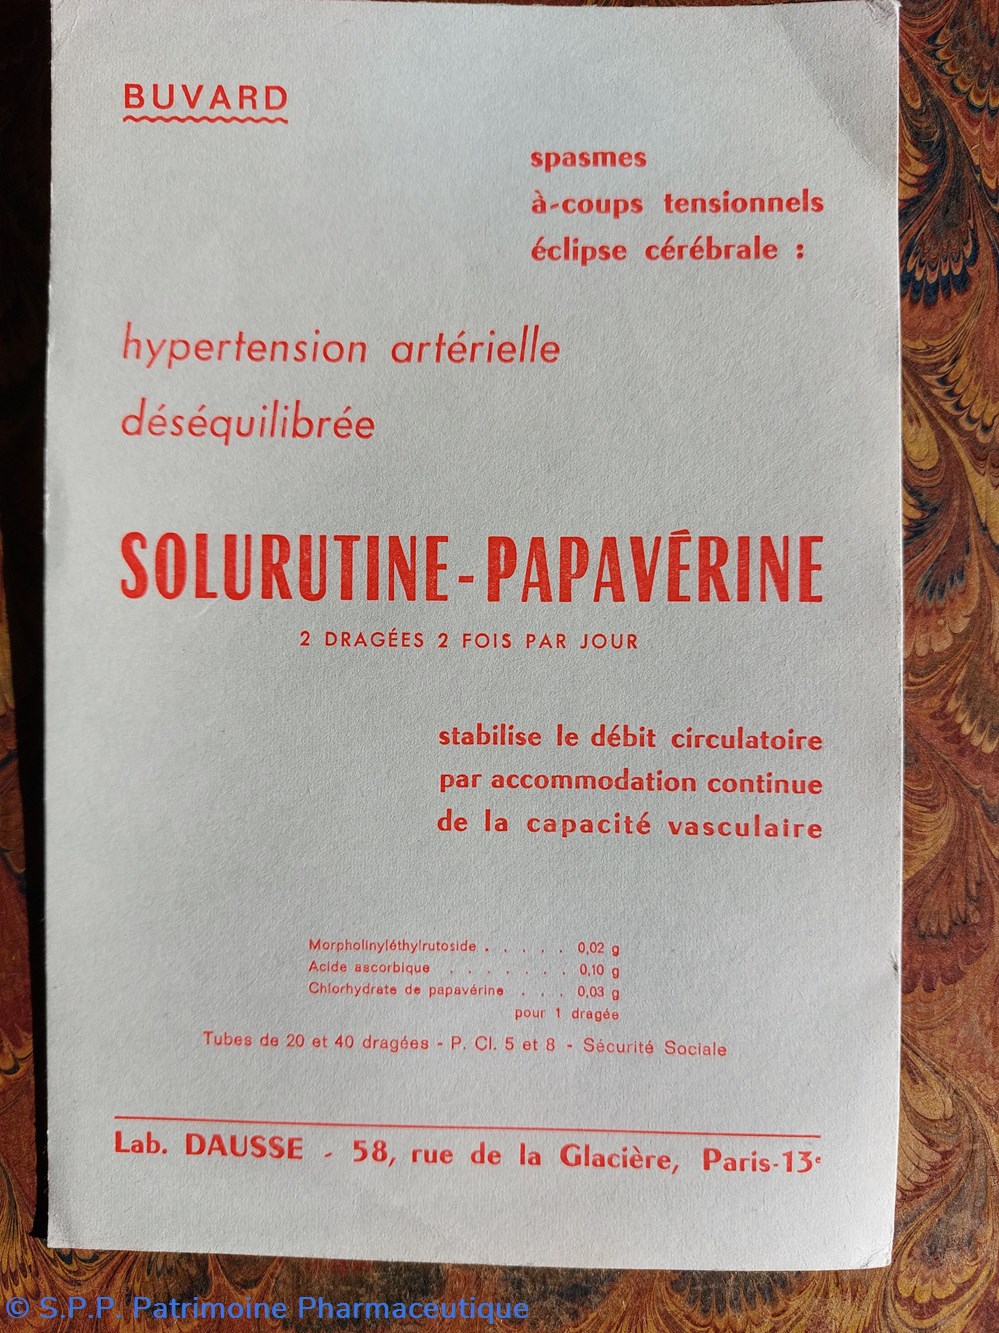 BUVARD
spasmes
à-coups tensionnels
éclipse cérébrale :
hypertension artérielle
déséquilibrée
SOLURUTINE-PAPAVÉRINE
2 DRAGÉES 2 FOIS PAR JOUR
stabilise le débit circulatoire
par accommodation continue
de la capacité vasculaire
Morpholinyléthylrutoside . . . . . 0,02 g
Acide ascorbique . . . . . . . 0,10 g
Chlorhydrate de papavérine . . . 0,03 g
pour 1 dragée
Tubes de 20 et 40 dragées - P. Cl. 5 et 8 - Sécurité Sociale
Lab. DAUSSE - 58, rue de la Glacière, Paris-13e
© S.P.P. Patrimoine Pharmaceutique